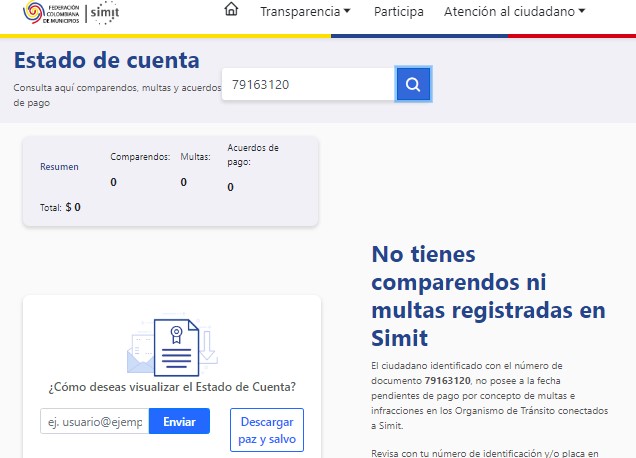 FEDERACIÓN
COLOMBIANA
DE MUNICIPIOS
simit
Transparencia
Participa
Atención al ciudadano
Estado de cuenta
Consulta aquí comparendos, multas y acuerdos
de pago
79163120
Resumen
Comparendos:
0
Multas:
0
Acuerdos de
pago:
0
Total: $ 0
No tienes
comparendos ni
multas registradas en
Simit
El ciudadano identificado con el número de
documento 79163120, no posee a la fecha
pendientes de pago por concepto de multas e
infracciones en los Organismo de Tránsito conectados
a Simit.
Revisa con tu número de identificación y/o placa en
¿Cómo deseas visualizar el Estado de Cuenta?
ej. usuario@ejemp
Enviar
Descargar
paz y salvo